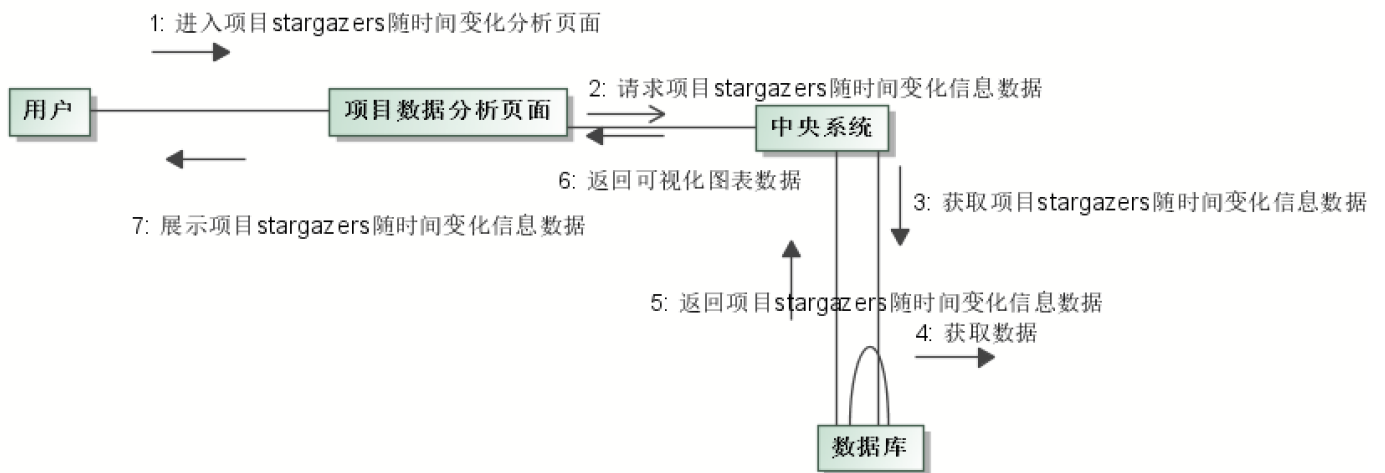 1: 进入项目stargazers随时间变化分析页面
用户
项目数据分析页面
2: 请求项目stargazers随时间变化信息数据
中央系统
6: 返回可视化图表数据
3: 获取项目stargazers随时间变化信息数据
7: 展示项目stargazers随时间变化信息数据
5: 返回项目stargazers随时间变化信息数据
4: 获取数据
数据库